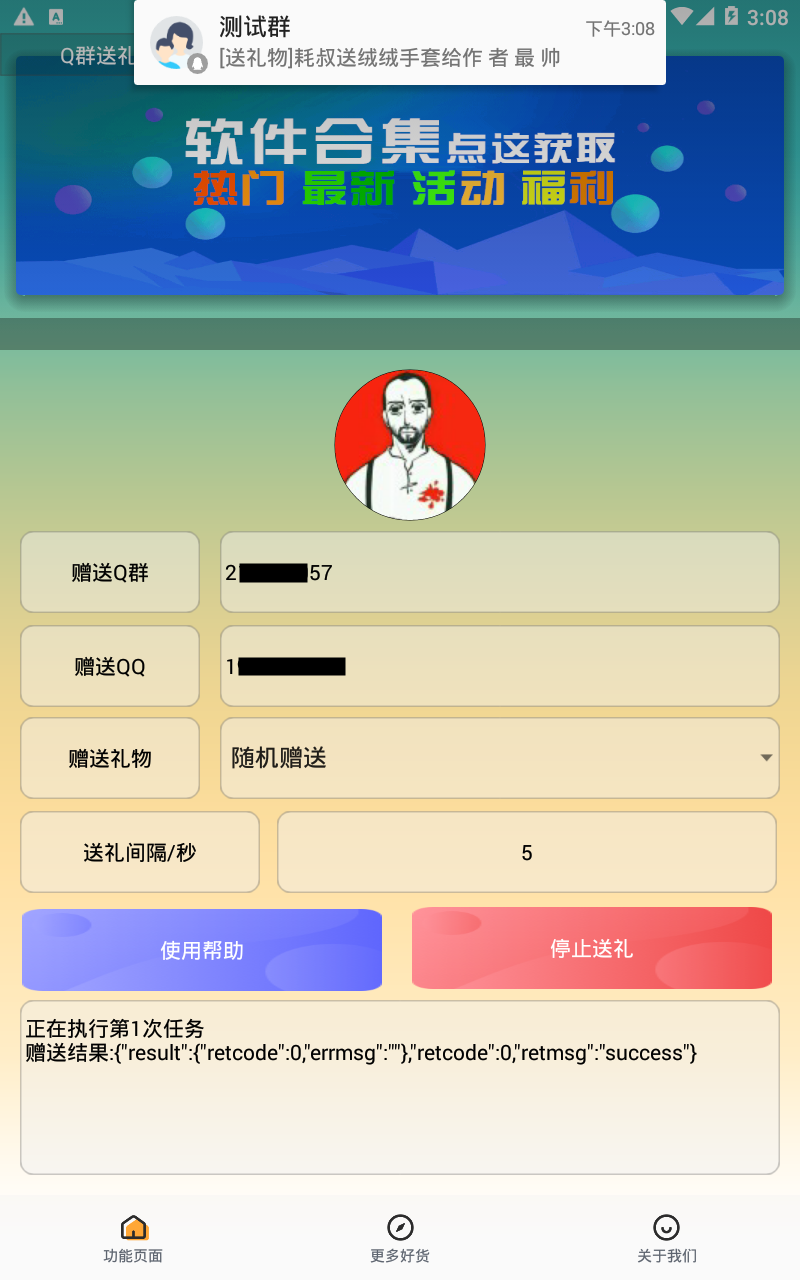 测试群
下午3:08
3:08
Q群送礼
[送礼物]耗叔送绒绒手套给作 者 最 帅
软件合集点这获取
热门 最新 活动 福利
赠送Q群
2 57
赠送QQ
1
赠送礼物
随机赠送
送礼间隔/秒
5
使用帮助
停止送礼
正在执行第1次任务
赠送结果:{"result":{"retcode":0,"errmsg":""},"retcode":0,"retmsg":"success"}
功能页面
更多好货
关于我们